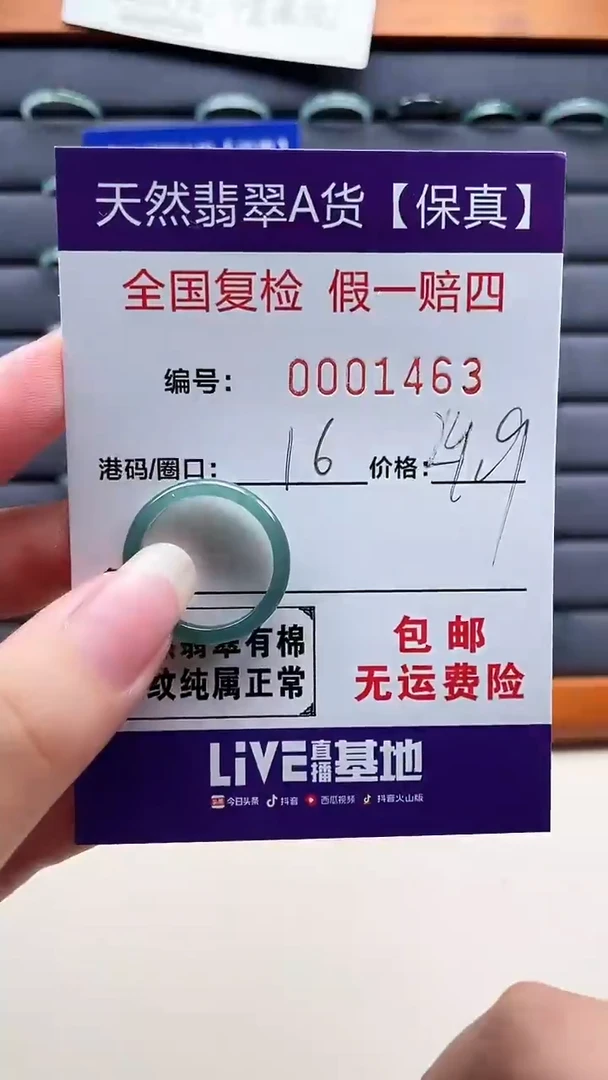 天然翡翠A货【保真】
全国复检 假一赔四
编号: 0001463
港码/圈口: 16 价格:
翡翠有棉
纹纯属正常
包邮
无运费险
LiVE直播基地
今日头条 抖音 西瓜视频 抖音火山版